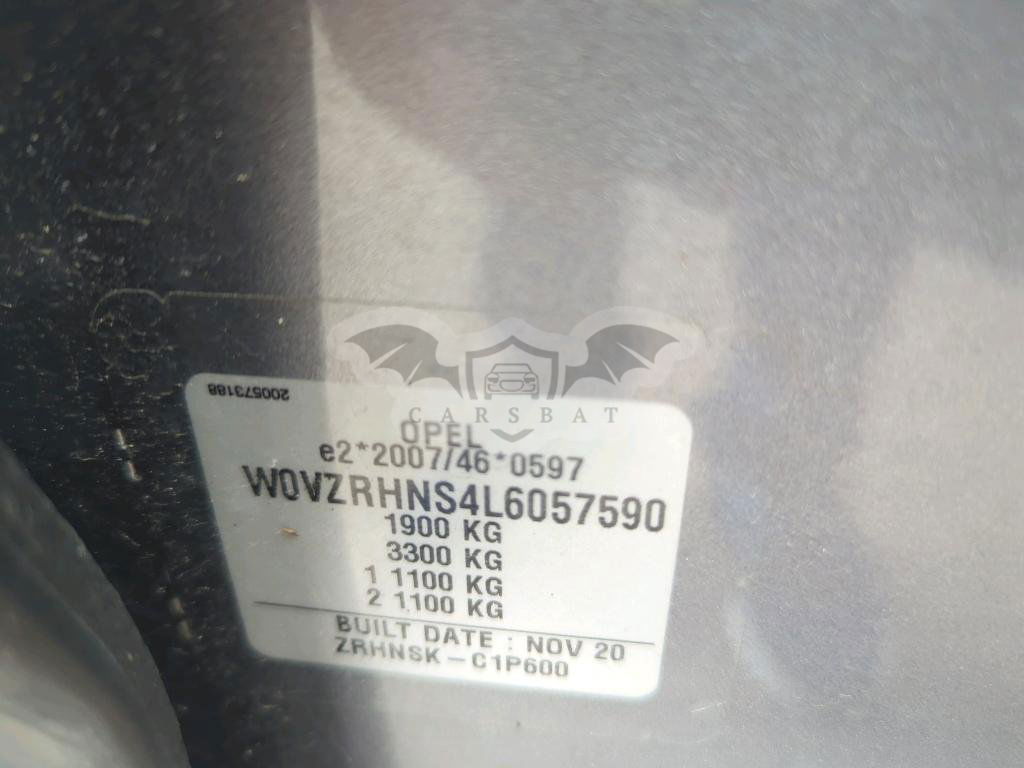 200573188
CARSBAT
OPEL
e2*2007/46*0597
W0VZRHNS4L6057590
1900 KG
3300 KG
1 1100 KG
2 1100 KG
BUILT DATE : NOV 20
ZRHNSK-C1P600